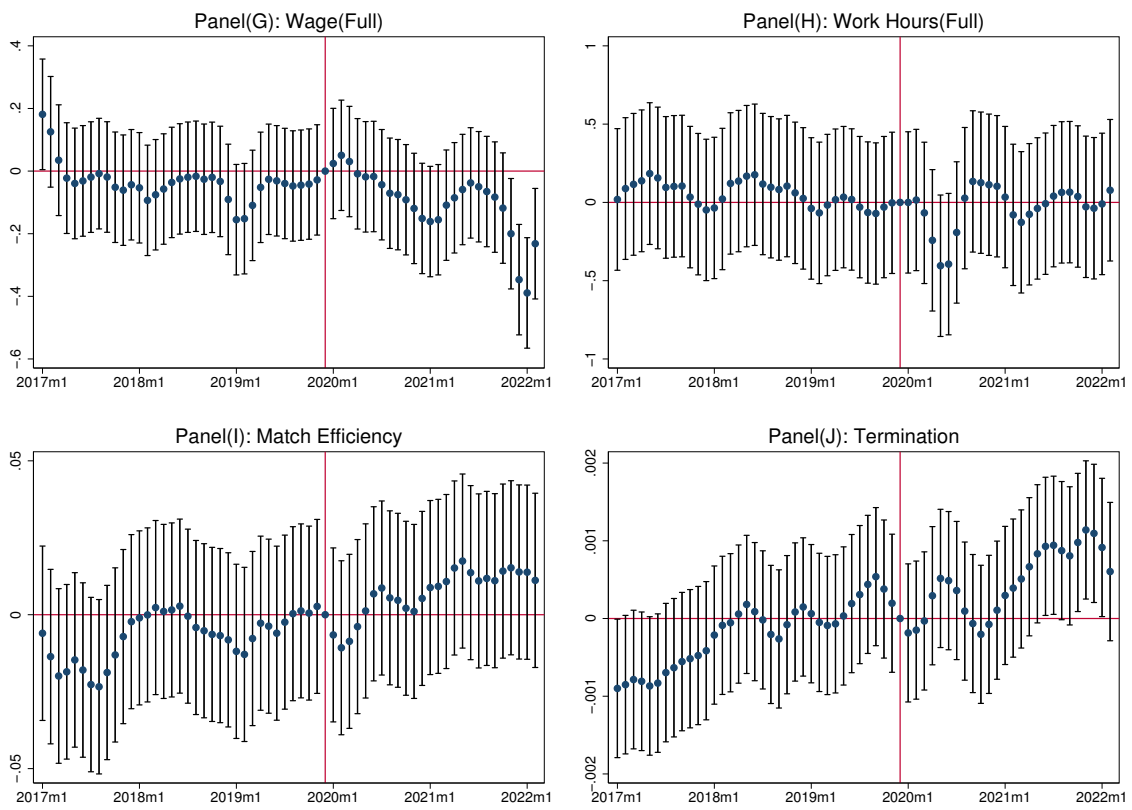 Panel(G): Wage(Full)
.4
.2
0
-.2
-.4
-.6
2017m1 2018m1 2019m1 2020m1 2021m1 2022m1
Panel(H): Work Hours(Full)
1
.5
0
-.5
-1
2017m1 2018m1 2019m1 2020m1 2021m1 2022m1
Panel(I): Match Efficiency
.05
0
-.05
2017m1 2018m1 2019m1 2020m1 2021m1 2022m1
Panel(J): Termination
.002
.001
0
-.001
-.002
2017m1 2018m1 2019m1 2020m1 2021m1 2022m1